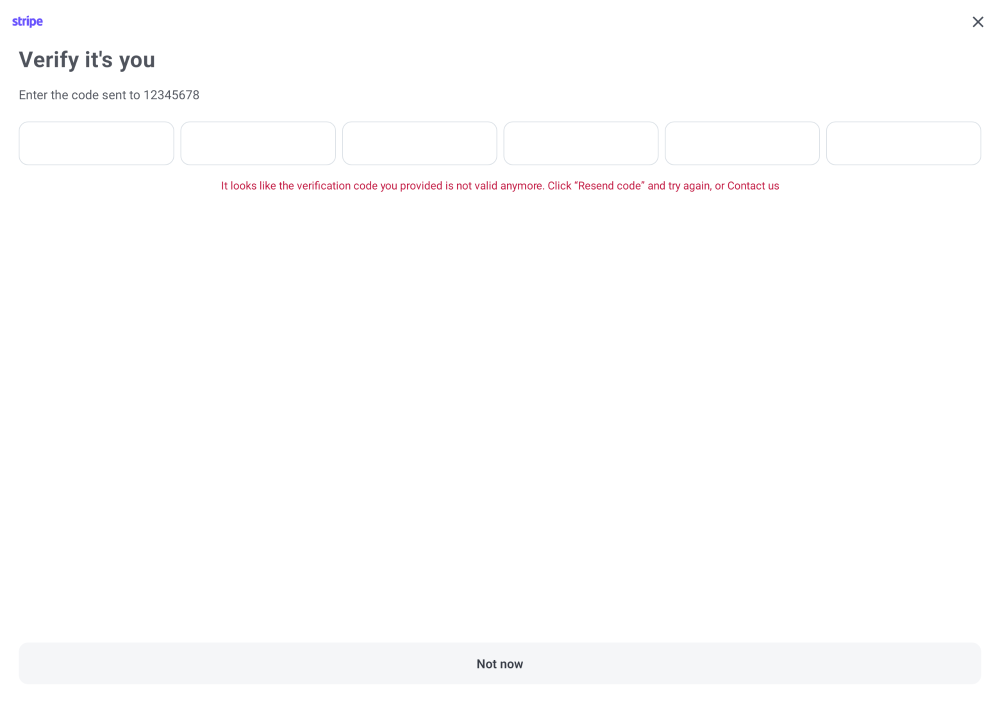 stripe
Verify it's you
Enter the code sent to 12345678
It looks like the verification code you provided is not valid anymore. Click “Resend code” and try again, or Contact us
Not now